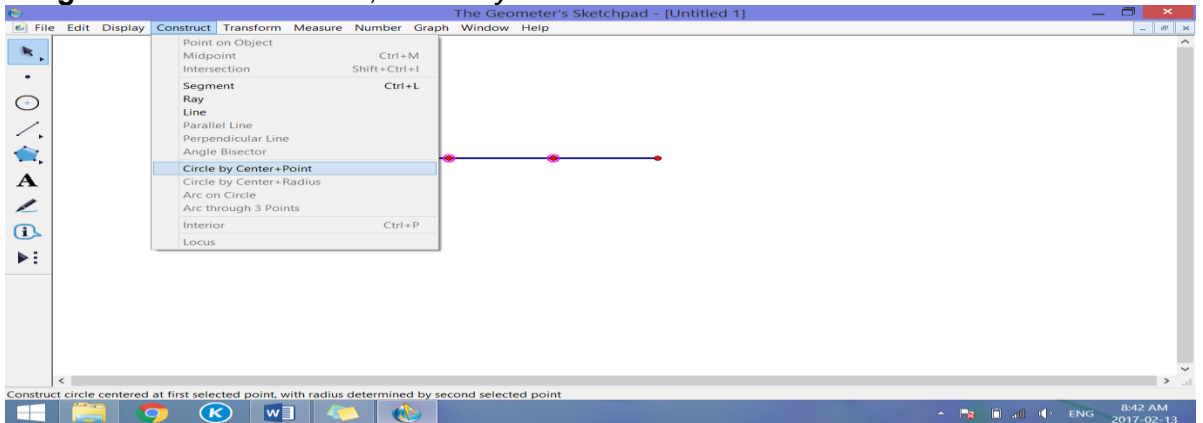 The Geometer's Sketchpad - [Untitled 1]
File Edit Display Construct Transform Measure Number Graph Window Help
Point on Object
Midpoint Ctrl+M
Intersection Shift+Ctrl+I
Segment Ctrl+L
Ray
Line
Parallel Line
Perpendicular Line
Angle Bisector
Circle by Center+Point
Circle by Center+Radius
Arc on Circle
Arc through 3 Points
Interior Ctrl+P
Locus
A
Construct circle centered at first selected point, with radius determined by second selected point
K
W
ENG
8:42 AM
2017-02-13